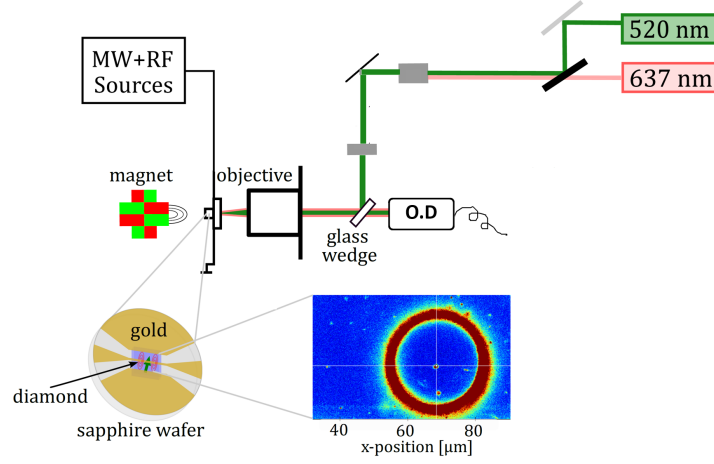 520 nm
MW+RF
Sources
637 nm
magnet
objective
O.D
glass
wedge
gold
diamond
sapphire wafer
40 60 80
x-position [μm]